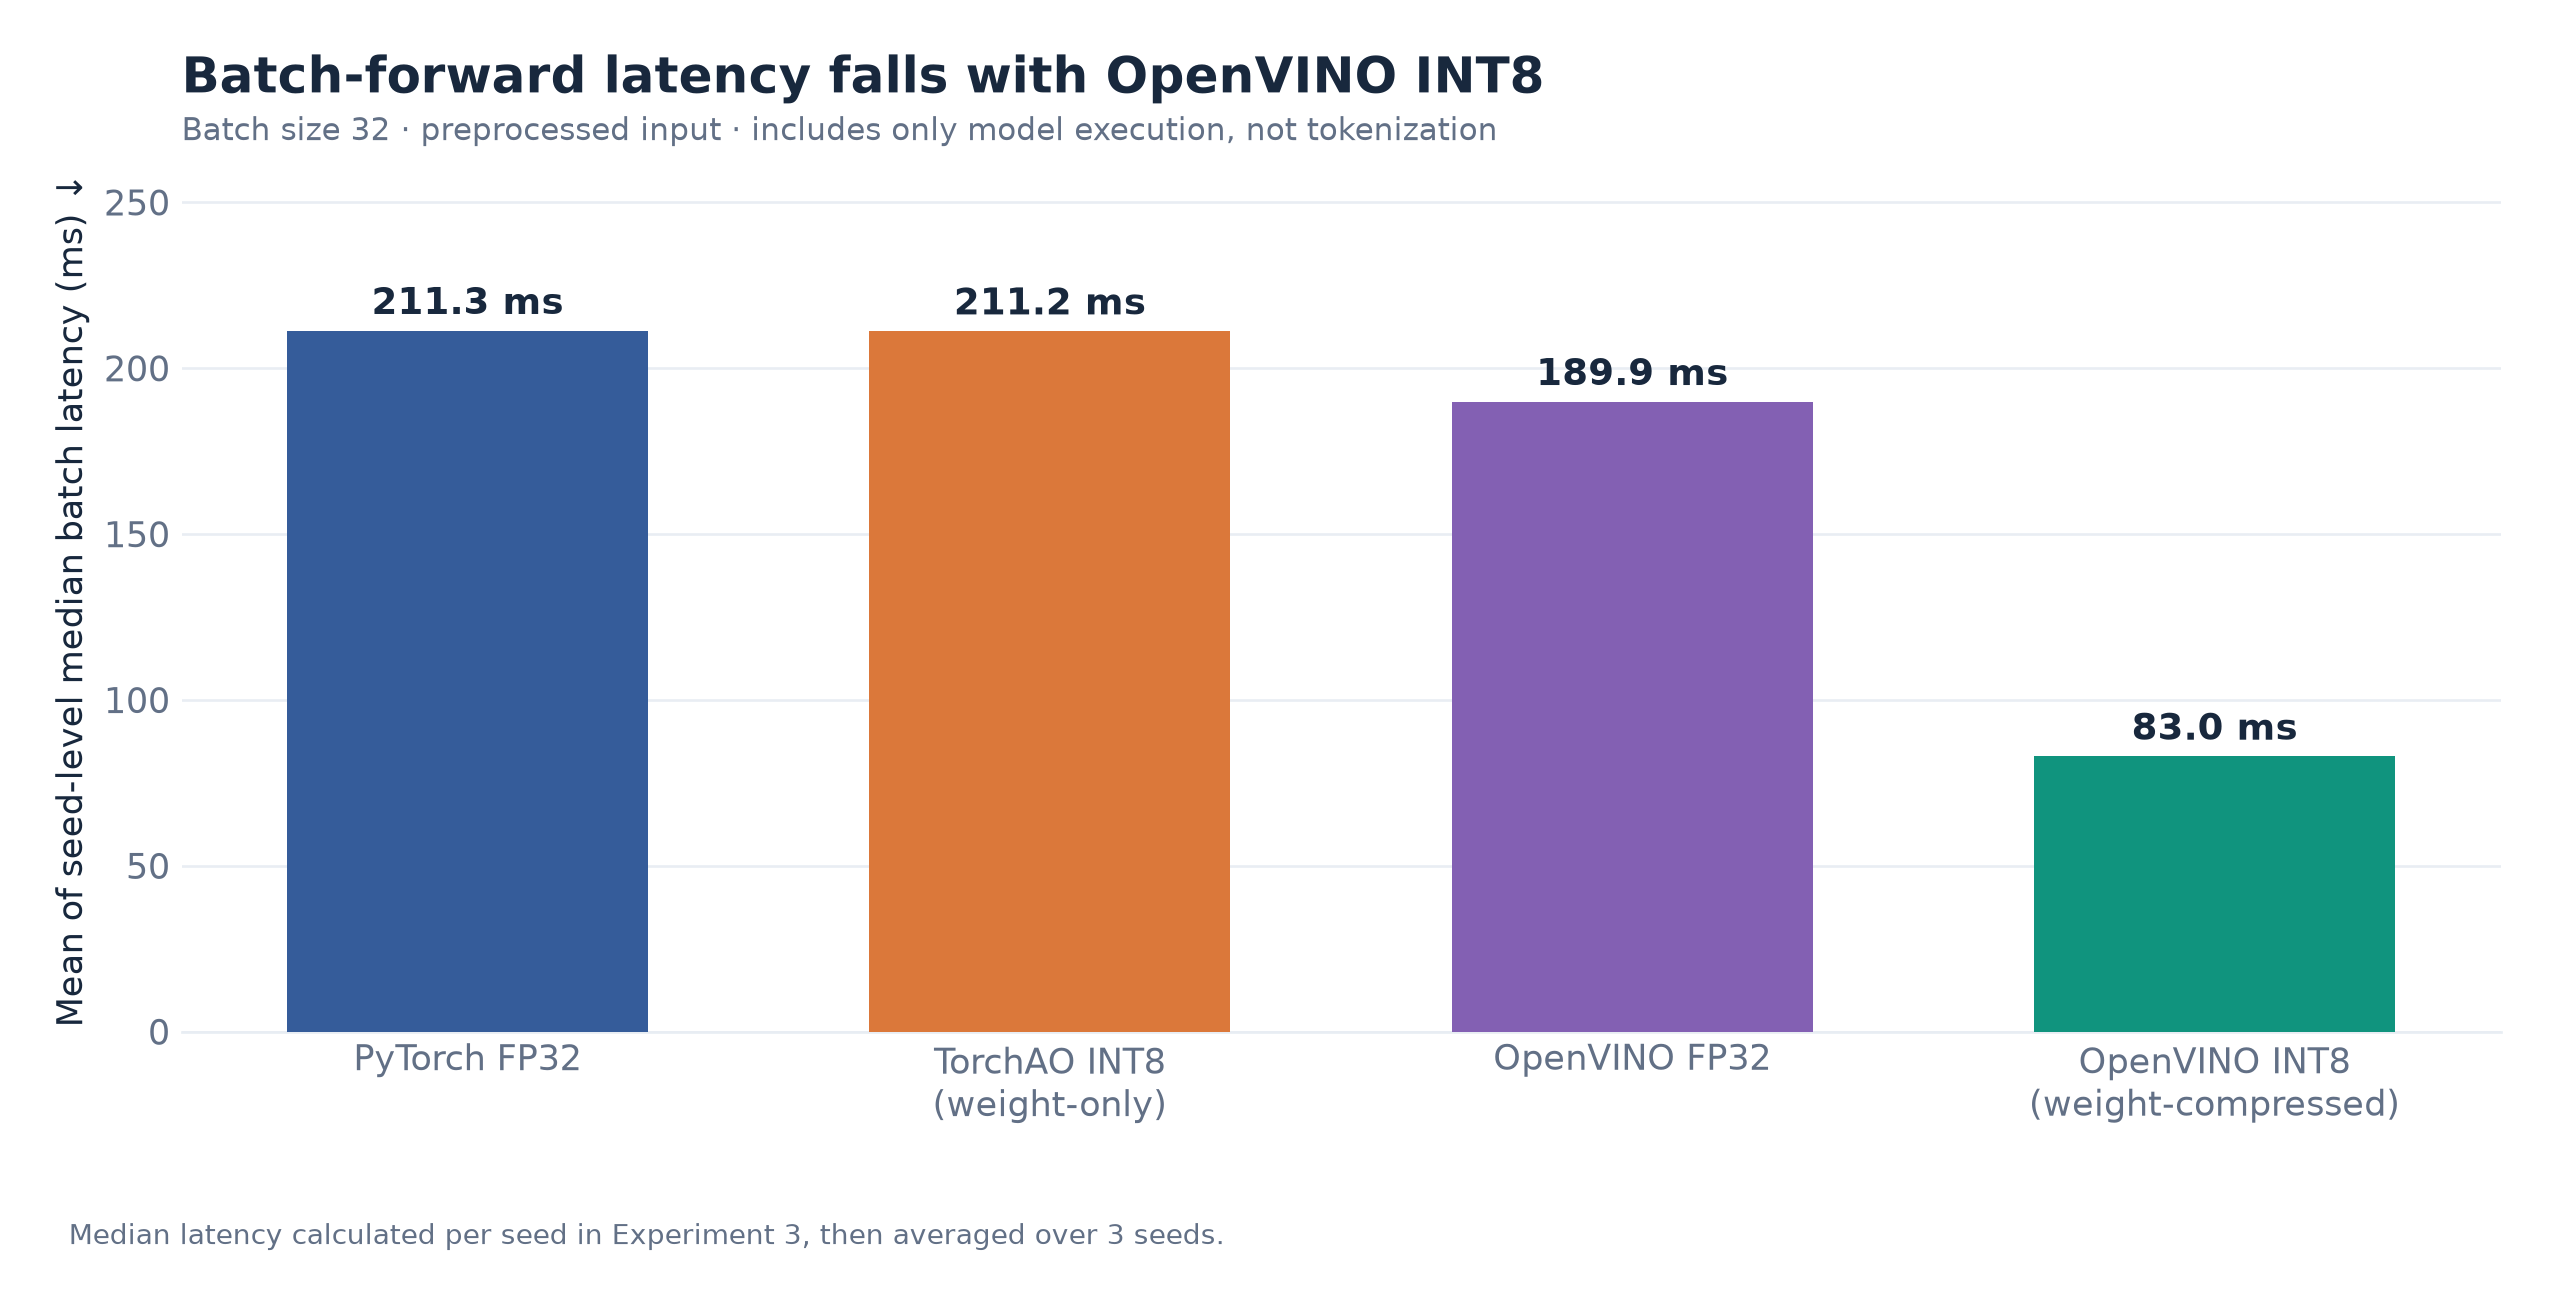 Batch-forward latency falls with OpenVINO INT8
Batch size 32 · preprocessed input · includes only model execution, not tokenization
Mean of seed-level median batch latency (ms) →
250
200
150
100
50
0
211.3 ms
211.2 ms
189.9 ms
83.0 ms
PyTorch FP32
TorchAO INT8
(weight-only)
OpenVINO FP32
OpenVINO INT8
(weight-compressed)
Median latency calculated per seed in Experiment 3, then averaged over 3 seeds.